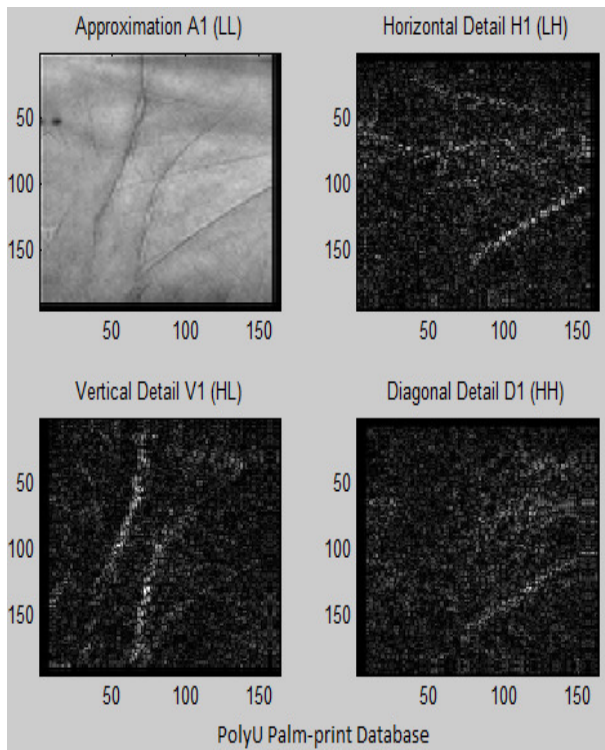 Approximation A1 (LL)
50
100
150
50 100 150
Horizontal Detail H1 (LH)
50
100
150
50 100 150
Vertical Detail V1 (HL)
50
100
150
50 100 150
Diagonal Detail D1 (HH)
50
100
150
50 100 150
PolyU Palm-print Database